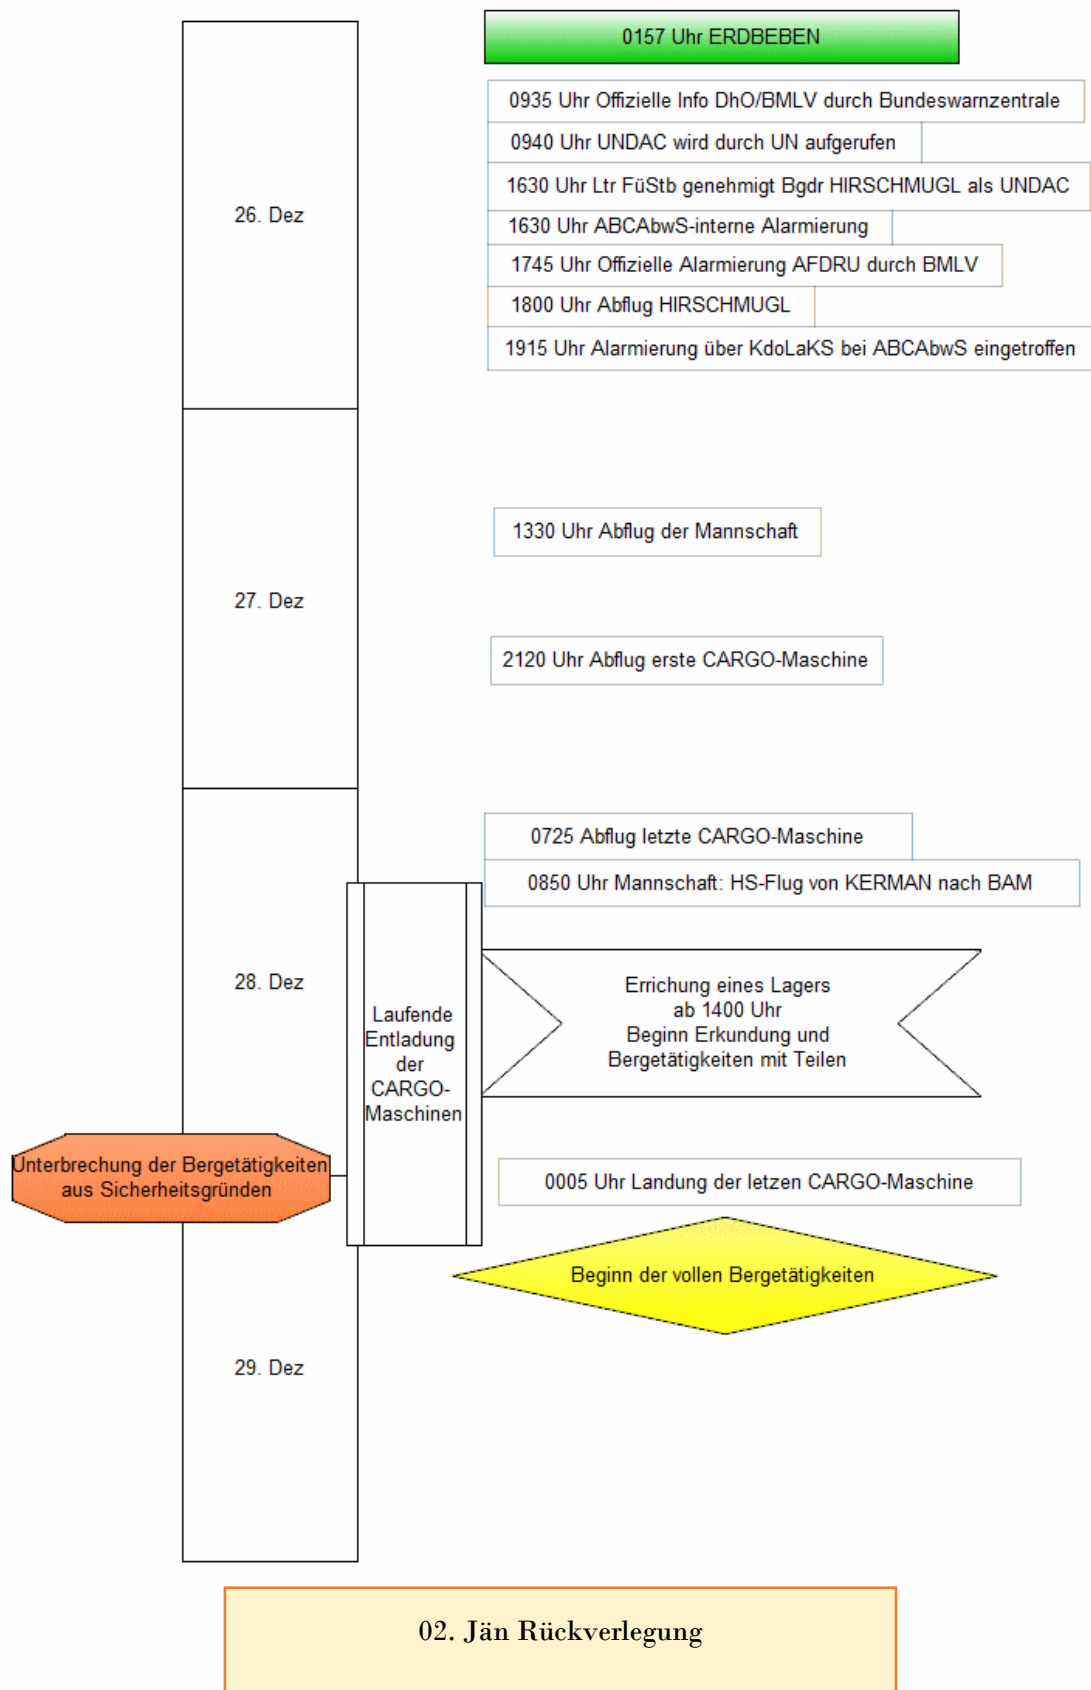 0157 Uhr ERDBEBEN
0935 Uhr Offizielle Info DhO/BMLV durch Bundeswarnzentrale
0940 Uhr UNDAC wird durch UN aufgerufen
1630 Uhr Ltr FüStb genehmigt Bgdr HIRSCHMUGL als UNDAC
26. Dez
1630 Uhr ABCAbwS-interne Alarmierung
1745 Uhr Offizielle Alarmierung AFDRU durch BMLV
1800 Uhr Abflug HIRSCHMUGL
1915 Uhr Alarmierung über KdoLaKS bei ABCAbwS eingetroffen
1330 Uhr Abflug der Mannschaft
27. Dez
2120 Uhr Abflug erste CARGO-Maschine
0725 Abflug letzte CARGO-Maschine
0850 Uhr Mannschaft: HS-Flug von KERMAN nach BAM
28. Dez
Errichung eines Lagers
ab 1400 Uhr
Beginn Erkundung und
Bergetätigkeiten mit Teilen
Laufende
Entladung
der
CARGO-
Maschinen
Unterbrechung der Bergetätigkeiten
aus Sicherheitsgründen
0005 Uhr Landung der letzen CARGO-Maschine
Beginn der vollen Bergetätigkeiten
29. Dez
02. Jän Rückverlegung